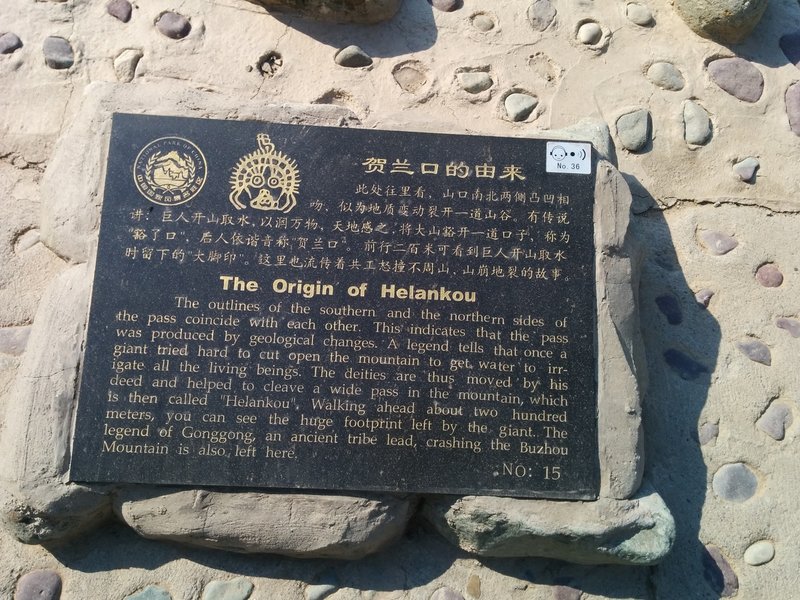 贺兰口的由来
No. 36
此处往里看，山口南北两侧凸凹相
吻，似为地质变动裂开一道山谷。有传说
讲，巨人开山取水，以润万物，天地感之，将大山豁开一道口子，称为
“豁了口”，后人依谐音称“贺兰口”。前行二百米可看到巨人开山取水
时留下的“大脚印”。这里也流传着共工怒撞不周山、山崩地裂的故事。
The Origin of Helankou
The outlines of the southern and the northern sides of
the pass coincide with each other. This indicates that the pass
was produced by geological changes. A legend tells that once a
giant tried hard to cut open the mountain to get water to irr-
igate all the living beings. The deities are thus moved by his
deed and helped to cleave a wide pass in the mountain, which
is then called "Helankou". Walking ahead about two hundred
meters, you can see the huge footprint left by the giant. The
legend of Gonggong, an ancient tribe lead, crashing the Buzhou
Mountain is also left here.
NO: 15